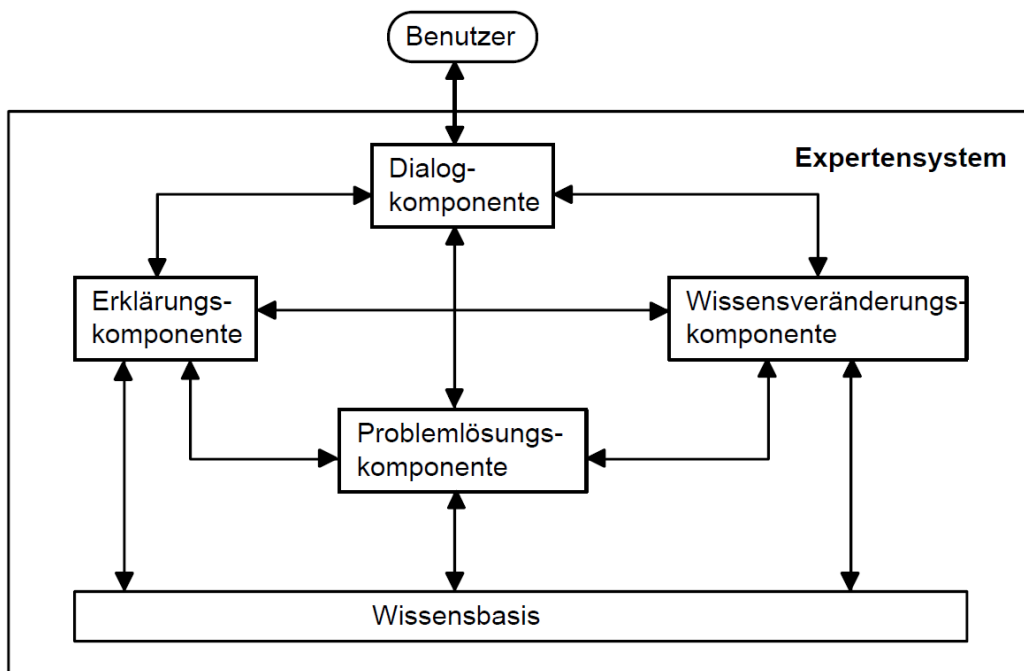 Benutzer
Expertensystem
Dialog-
komponente
Erklärungs-
komponente
Wissensveränderungs-
komponente
Problemlösungs-
komponente
Wissensbasis